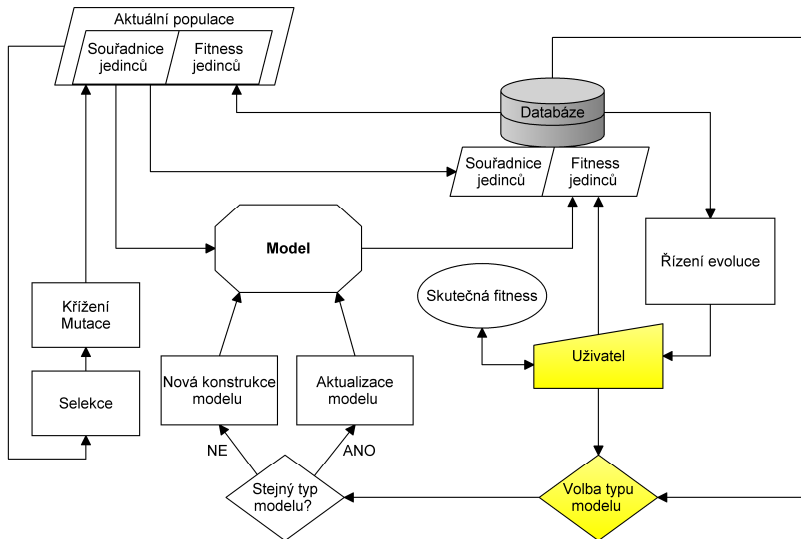 Aktuální populace
Souřadnice
jedinců
Fitness
jedinců
Databáze
Souřadnice
jedinců
Fitness
jedinců
Model
Řízení evoluce
Skutečná fitness
Křížení
Mutace
Uživatel
Nová konstrukce
modelu
Aktualizace
modelu
Selekce
NE
ANO
Stejný typ
modelu?
Volba typu
modelu